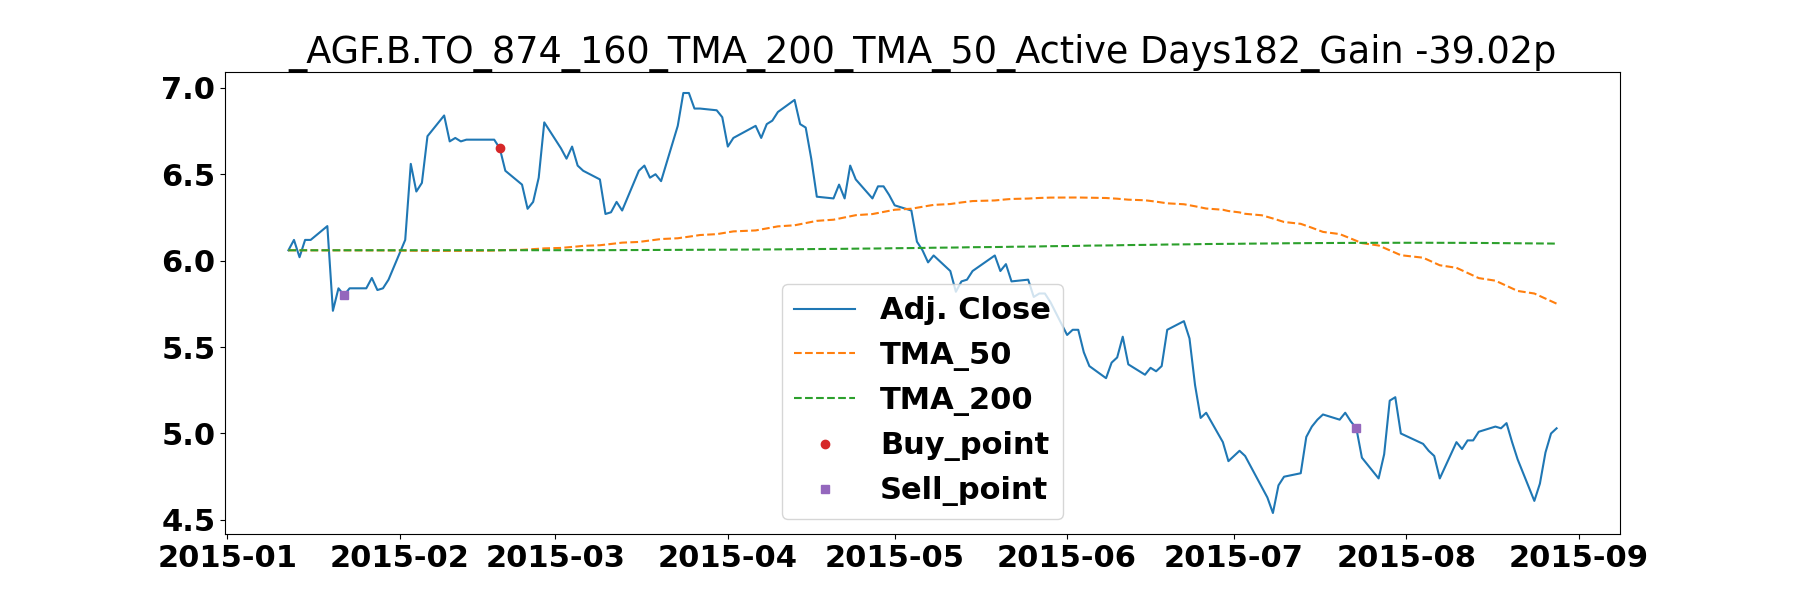 _AGF.B.TO_874_160_TMA_200_TMA_50_Active Days182_Gain -39.02p
7.0
6.5
6.0
5.5
5.0
4.5
Adj. Close
TMA_50
TMA_200
Buy_point
Sell_point
2015-01 2015-02 2015-03 2015-04 2015-05 2015-06 2015-07 2015-08 2015-09